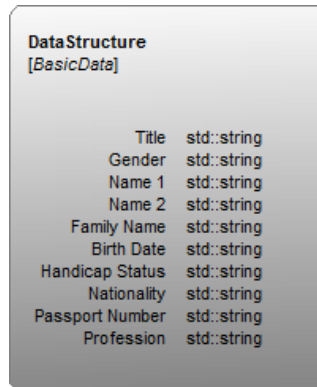 DataStructure
[BasicData]
Title std::string
Gender std::string
Name 1 std::string
Name 2 std::string
Family Name std::string
Birth Date std::string
Handicap Status std::string
Nationality std::string
Passport Number std::string
Profession std::string